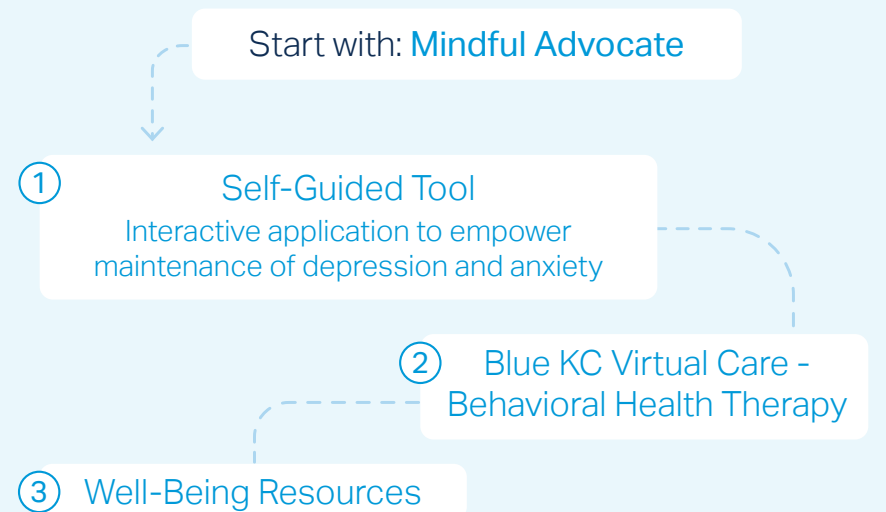 Start with: Mindful Advocate
1
Self-Guided Tool
Interactive application to empower
maintenance of depression and anxiety
2
Blue KC Virtual Care -
Behavioral Health Therapy
3
Well-Being Resources